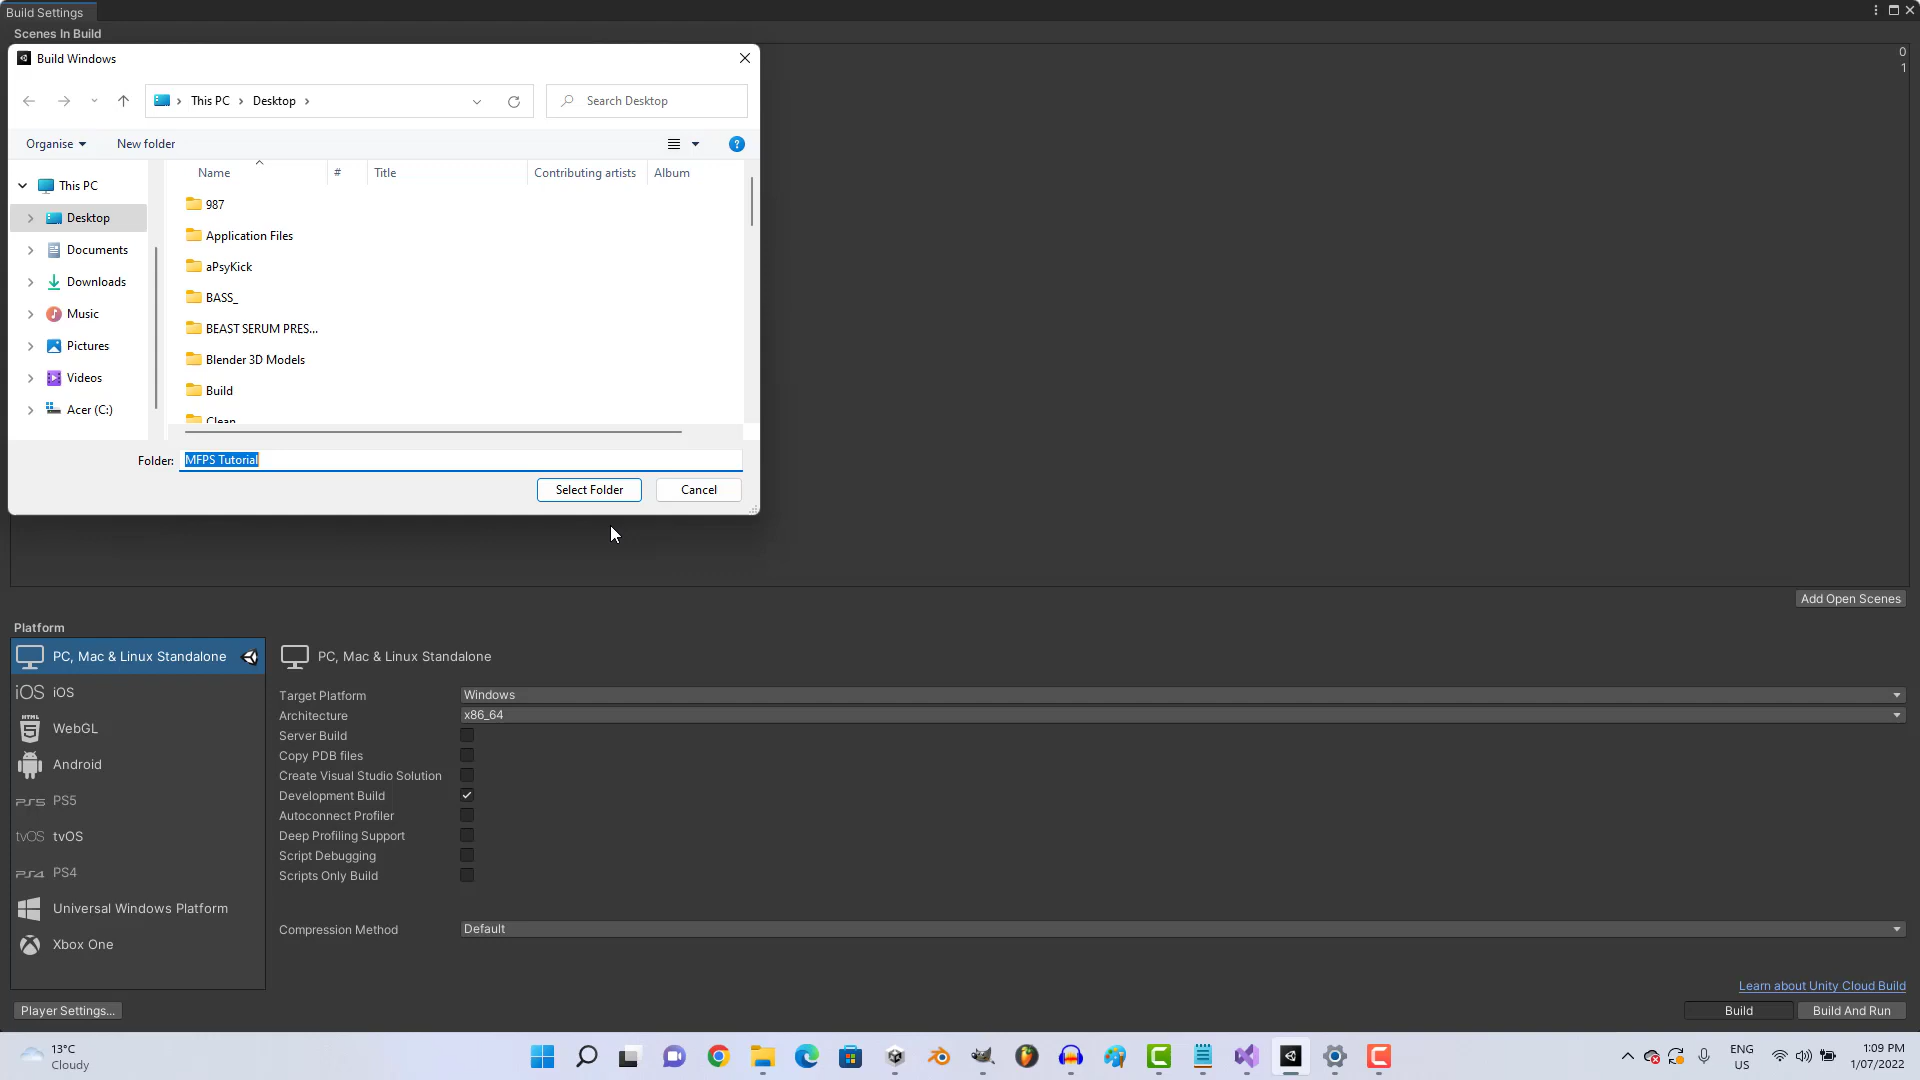 Build Settings
Scenes In Build
0
1
Build Windows
This PC
Desktop
Search Desktop
Organise
New folder
Name
#
Title
Contributing artists
Album
This PC
Desktop
Documents
Downloads
Music
Pictures
Videos
Acer (C:)
987
Application Files
aPsyKick
BASS_
BEAST SERUM PRES...
Blender 3D Models
Build
Clean
Folder:
MFPS Tutorial
Select Folder
Cancel
Add Open Scenes
Platform
PC, Mac & Linux Standalone
iOS iOS
HTML
5
WebGL
Android
PS5 PS5
tvOS tvOS
PS4 PS4
Universal Windows Platform
Xbox One
PC, Mac & Linux Standalone
Target Platform
Windows
Architecture
x86_64
Server Build
Copy PDB files
Create Visual Studio Solution
Development Build
Autoconnect Profiler
Deep Profiling Support
Script Debugging
Scripts Only Build
Compression Method
Default
Learn about Unity Cloud Build
Player Settings...
Build
Build And Run
13°C
Cloudy
ENG
US
1:09 PM
1/07/2022